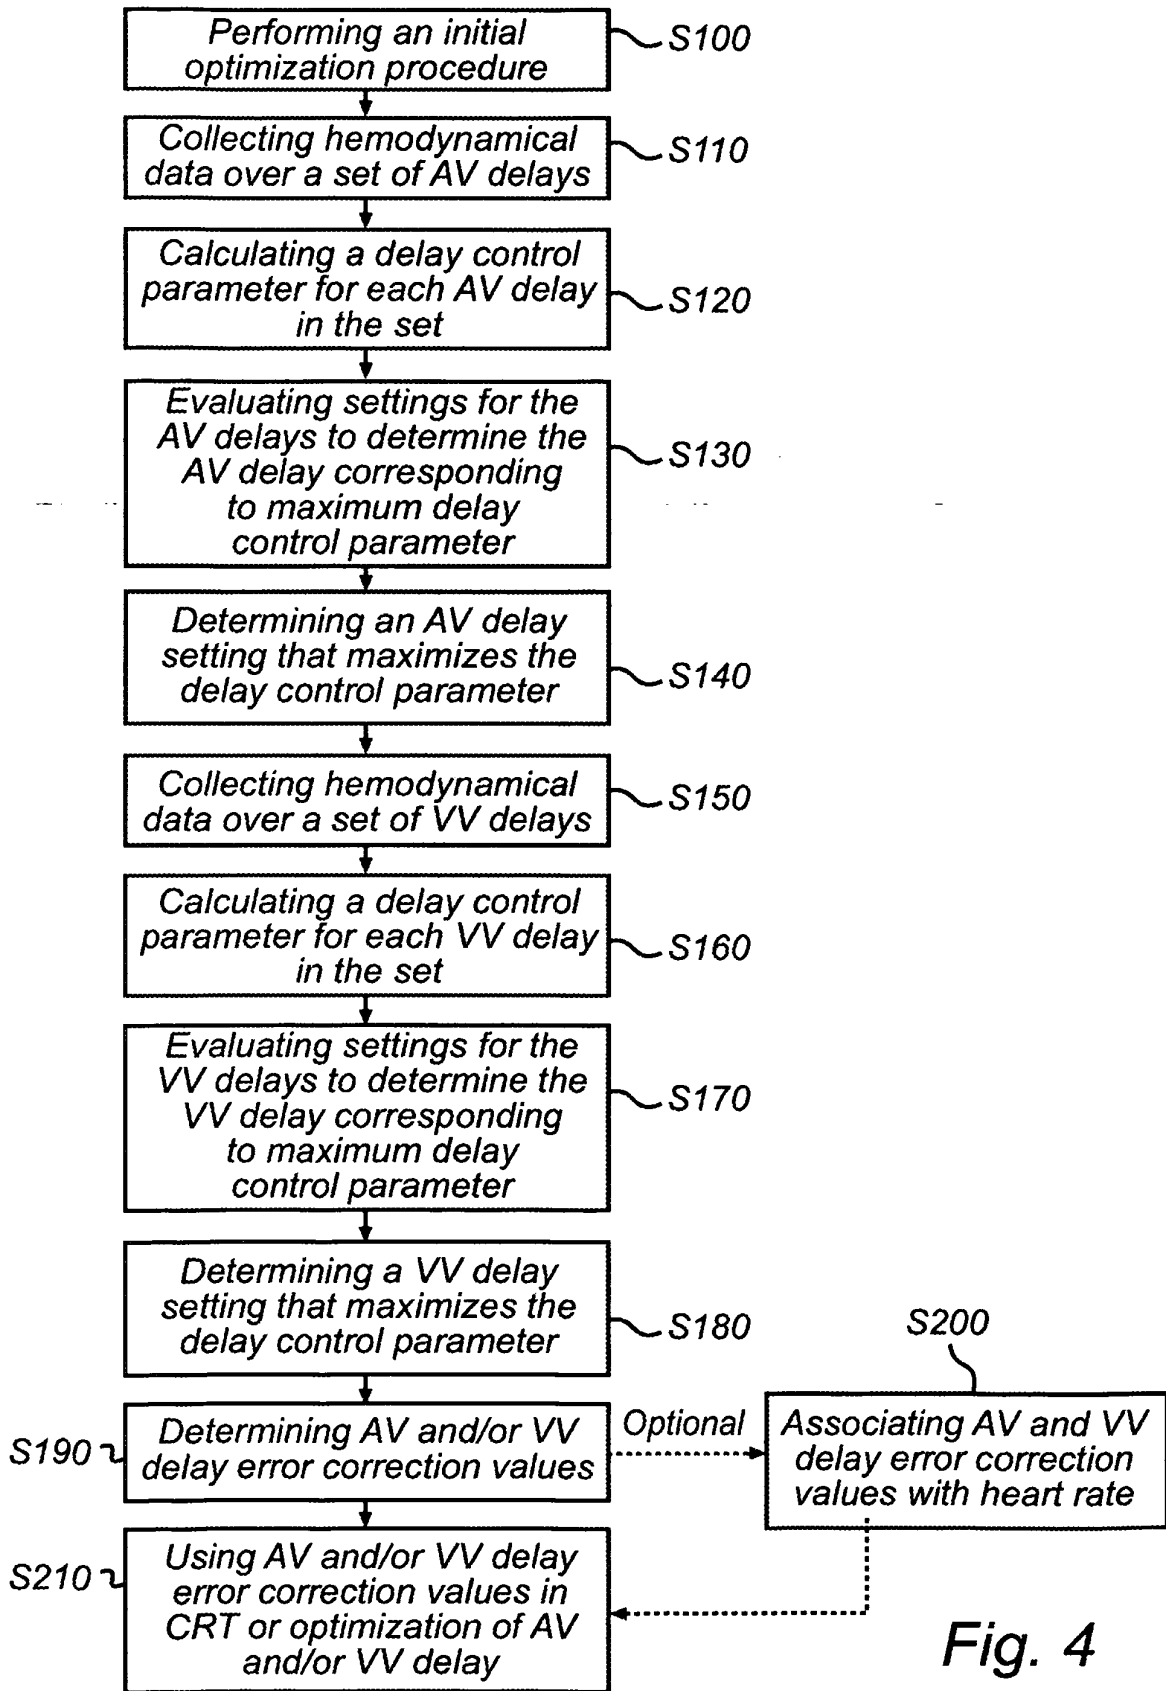 Performing an initial
optimization procedure
S100
Collecting hemodynamical
data over a set of AV delays
S110
Calculating a delay control
parameter for each AV delay
in the set
S120
Evaluating settings for the
AV delays to determine the
AV delay corresponding
to maximum delay
control parameter
S130
Determining an AV delay
setting that maximizes the
delay control parameter
S140
Collecting hemodynamical
data over a set of VV delays
S150
Calculating a delay control
parameter for each VV delay
in the set
S160
Evaluating settings for the
VV delays to determine the
VV delay corresponding
to maximum delay
control parameter
S170
Determining a VV delay
setting that maximizes the
delay control parameter
S180
S190
Determining AV and/or VV
delay error correction values
Optional
S200
Associating AV and VV
delay error correction
values with heart rate
S210
Using AV and/or VV delay
error correction values in
CRT or optimization of AV
and/or VV delay
Fig. 4